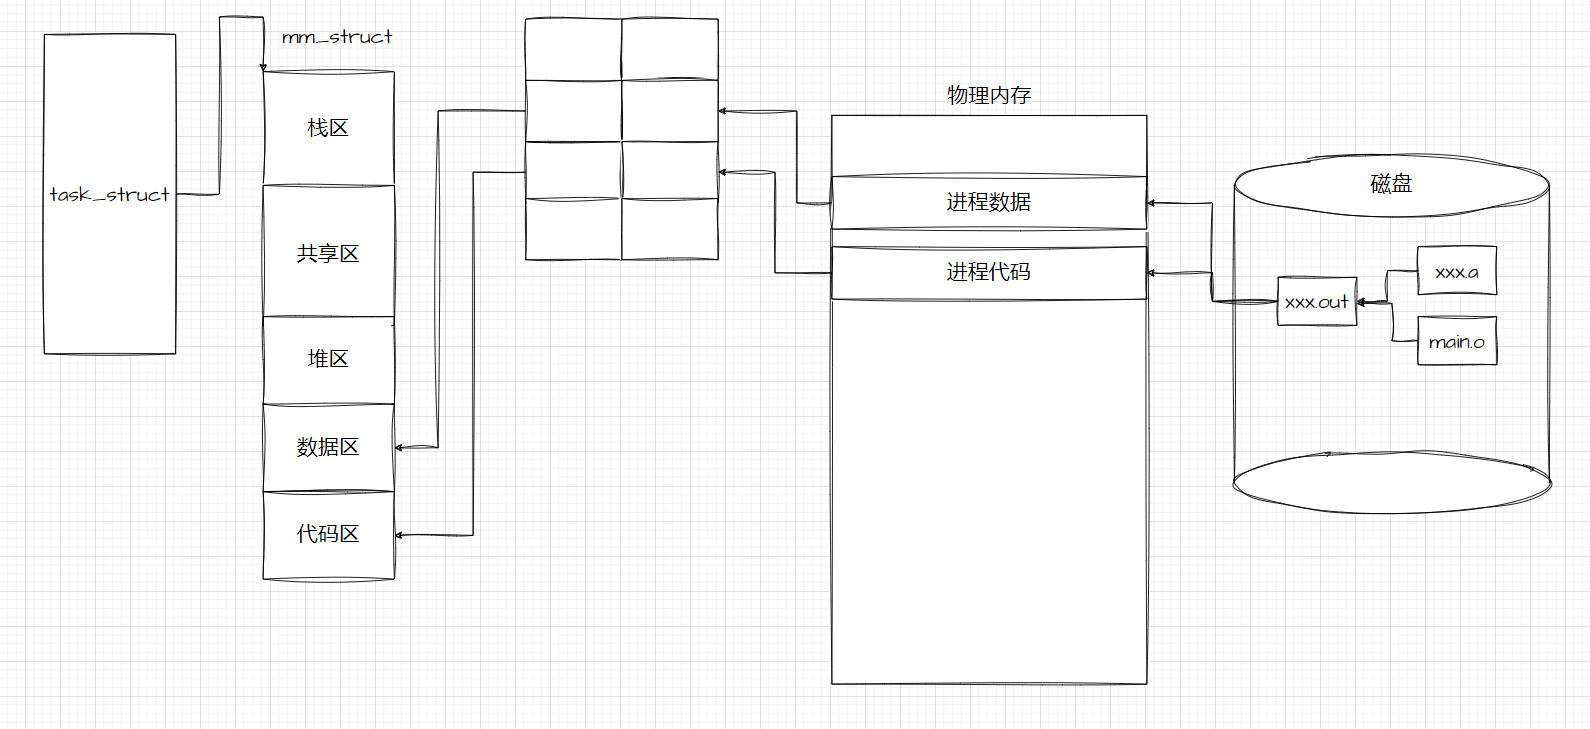 task_struct
mm_struct
栈区
共享区
堆区
数据区
代码区
物理内存
进程数据
进程代码
磁盘
xxx.out
xxx.a
main.o